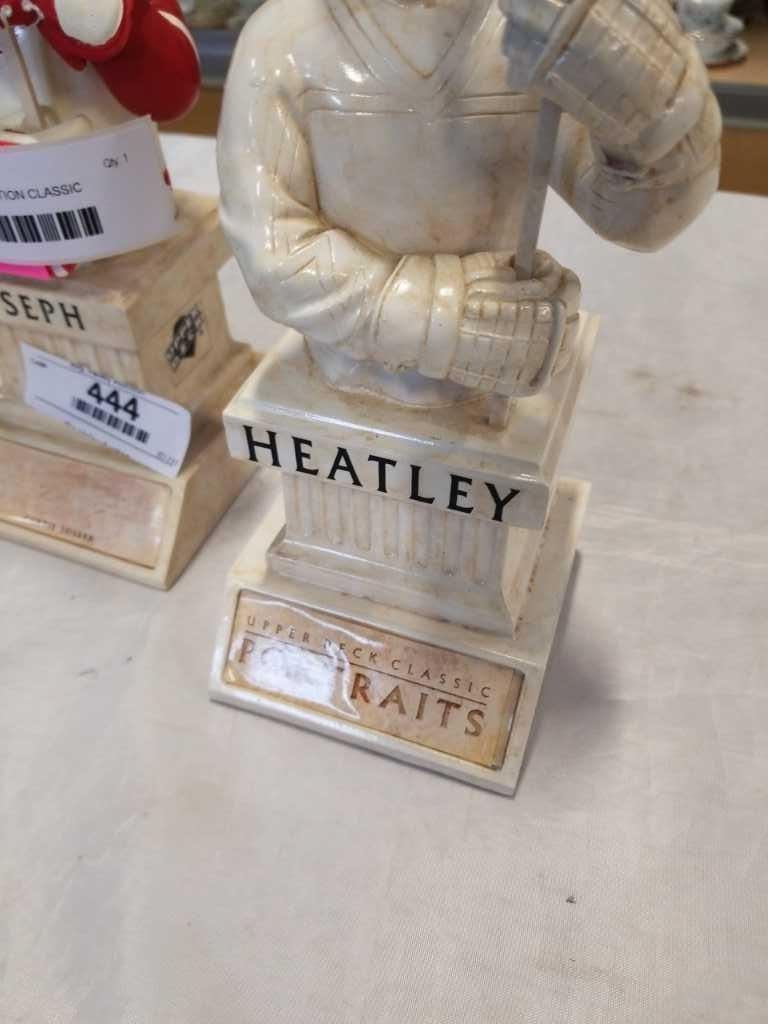 Qty 1
TION CLASSIC
SEPH
444
HEATLEY
UPPER DECK CLASSIC
PORTRAITS